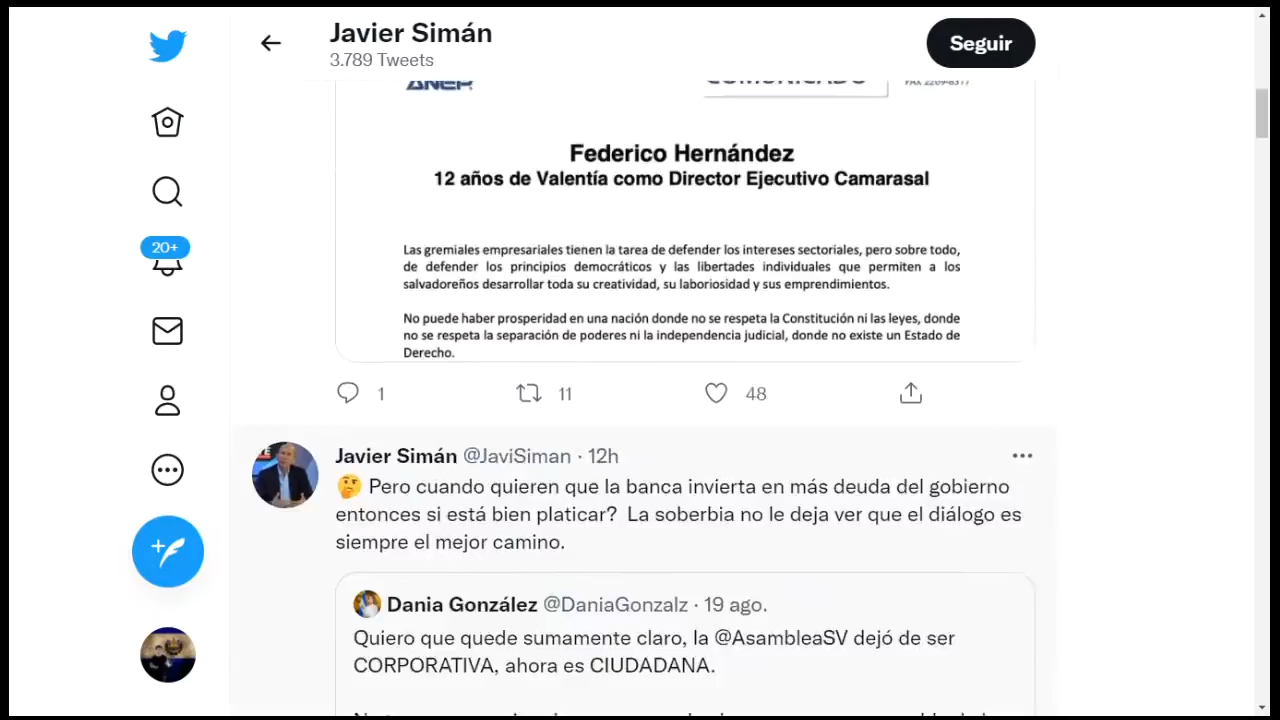 Javier Simán
3.789 Tweets
Seguir
ANEP
COMUNICADO
FAX 2209-8317
Federico Hernández
12 años de Valentía como Director Ejecutivo Camarasal
Las gremiales empresariales tienen la tarea de defender los intereses sectoriales, pero sobre todo,
de defender los principios democráticos y las libertades individuales que permiten a los
salvadoreños desarrollar toda su creatividad, su laboriosidad y sus emprendimientos.
No puede haber prosperidad en una nación donde no se respeta la Constitución ni las leyes, donde
no se respeta la separación de poderes ni la independencia judicial, donde no existe un Estado de
Derecho.
20+
1
11
48
Javier Simán @JaviSiman · 12h
🤔 Pero cuando quieren que la banca invierta en más deuda del gobierno
entonces si está bien platicar? La soberbia no le deja ver que el diálogo es
siempre el mejor camino.
Dania González @DaniaGonzalz · 19 ago.
Quiero que quede sumamente claro, la @AsambleaSV dejó de ser
CORPORATIVA, ahora es CIUDADANA.